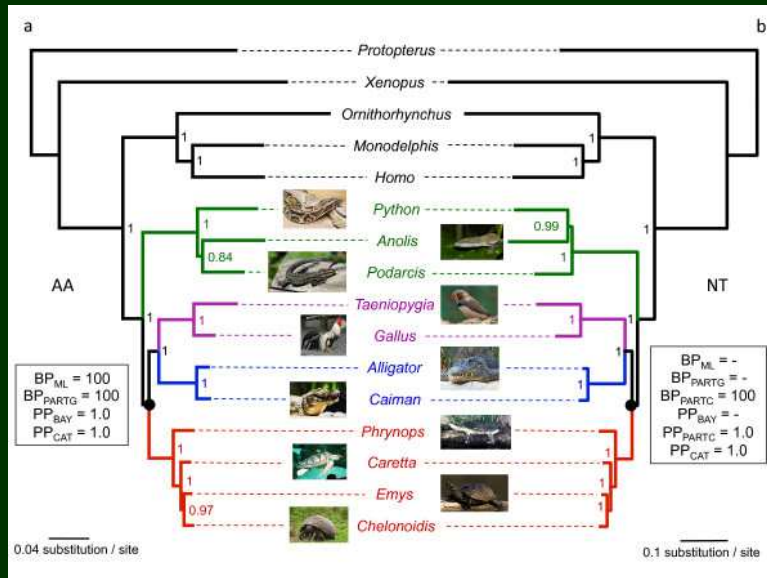 a
b
Protopterus
Xenopus
Ornithorhynchus
1
1
Monodelphis
1
1
Homo
Python
1
0.99
1
1
Anolis
0.84
1
Podarcis
AA
NT
Taeniopygia
1
1
1
1
Gallus
1
1
Alligator
1
1
Caiman
BP_ML = 100
BP_PARTG = 100
PP_BAY = 1.0
PP_CAT = 1.0
BP_ML = -
BP_PARTG = -
BP_PARTC = 100
PP_BAY = -
PP_PARTC = 1.0
PP_CAT = 1.0
Phrynops
1
1
Caretta
1
1
Emys
0.97
1
Chelonoidis
0.04 substitution / site
0.1 substitution / site